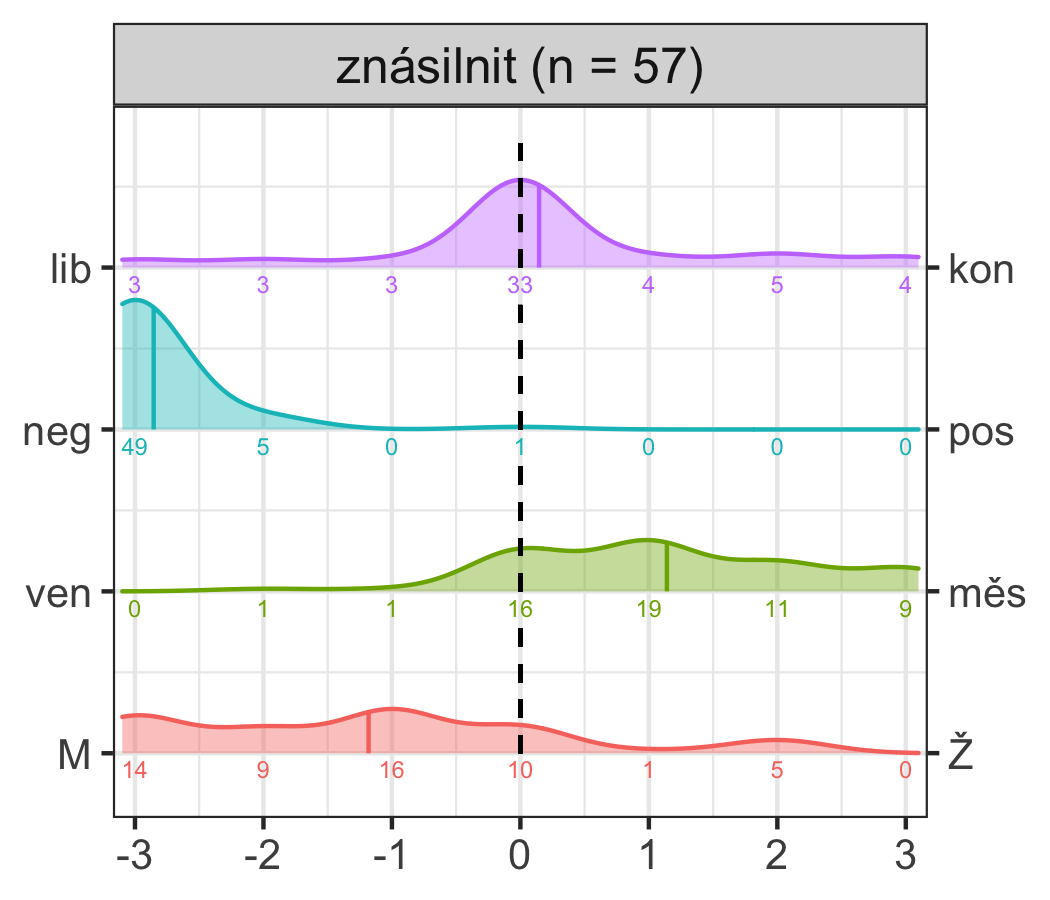 znásilnit (n = 57)
lib kon
3 3 3 33 4 5 4
neg pos
49 5 0 1 0 0 0
ven měs
0 1 1 16 19 11 9
M Ž
14 9 16 10 1 5 0
-3 -2 -1 0 1 2 3